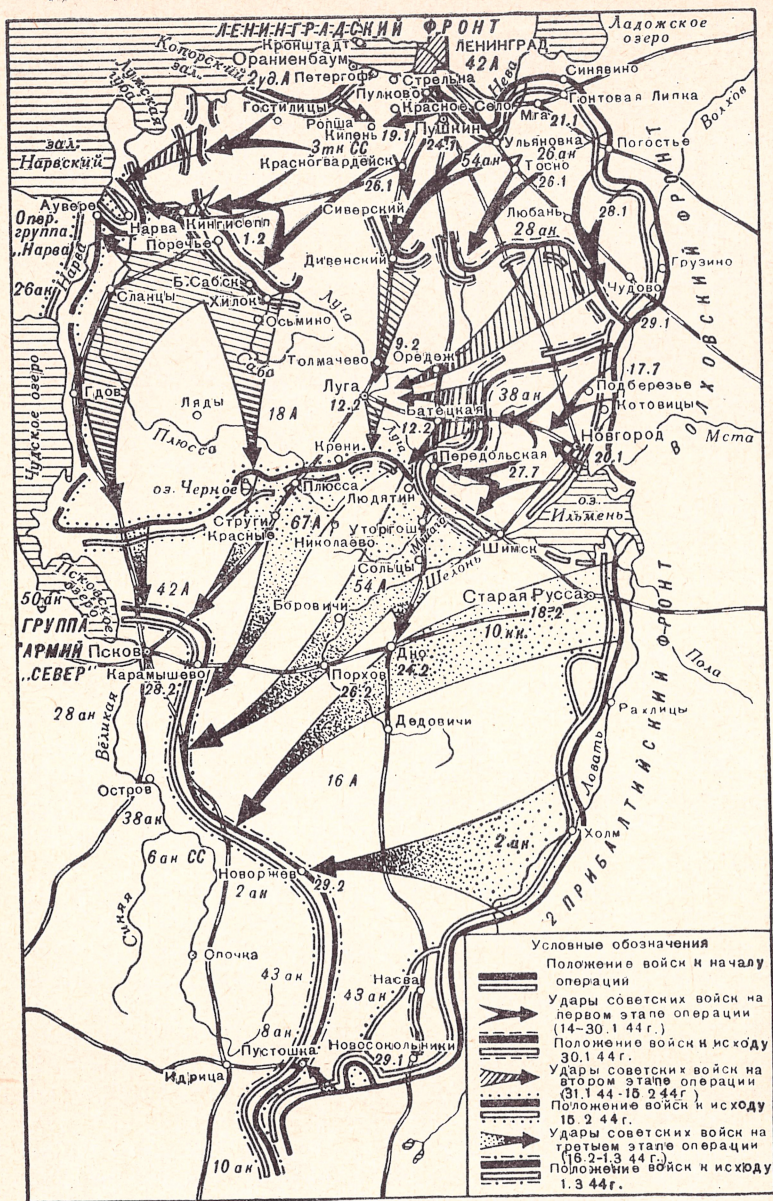 ЛЕНИНГРАДСКИЙ ФРОНТ
Ладожское
озеро
Кронштадт
ЛЕНИНГРАД
Ораниенбаум
42А
Копорский
зал.
2уд.А
Петергоф
Стрельна
Нева
Синявино
Лужская
губа
Пулково
Гонтовая Липка
Гостилицы
Красное Село
Мга
21.1
Волхов
Ропша
Кипень
19.1
Пушкин
24.1
Ульяновка
Погостье
зал.
Нарвский
3тк СС
54ак
26ак
Красногвардейск
26.1
Тосно
26.1
Аувере
Сиверский
Любань
28.1
Опер.
группа
„Нарва"
Нарва
Кингисепп
1.2
28ак
Поречье
Дивенский
Грузино
26ак
Нарва
Б.Сабск
Чудово
Сланцы
Хилок
Луга
29.1
Осьмино
Саба
9.2
Толмачево
Оредеж
17.7
ВОЛХОВСКИЙ ФРОНТ
Гдов
Луга
12.2
38ак
Подберезье
Ляды
18А
Батецкая
12.2
Котовицы
Чудское озеро
Плюсса
Луга
Новгород
20.1
Мста
Крени
Передольская
27.7
оз. Черное
Плюсса
Людятин
оз.
Ильмень
Струги
Красные
67А
Николаево
Уторгош
Мшага
Шимск
Сольцы
Шелонь
Псковское
озеро
42А
54А
50ак
Боровичи
Старая Русса
18-2
ГРУППА
АРМИЙ
„СЕВЕР"
10кк.
Псков
Дно
24.2
Карамышево
23.2
Порхов
26.2
Пола
28ак
Великая
Дедовичи
Рахлицы
16А
Ловать
2 ПРИБАЛТИЙСКИЙ ФРОНТ
Остров
38ак
Холм
6ак СС
2.ак
Новоржев
29.2
2ак
Синяя
Опочка
43ак
Насва
43ак
8ак
Пустошка
Новосокольники
29.1
Идрица
10ак
Условные обозначения
Положение войск к началу
операций
Удары советских войск на
первом этапе операции
(14-30.1 44г.)
Положение войск к исходу
30.1 44г.
Удары советских войск на
втором этапе операции
(31.1 44-15.2 44г)
Положение войск к исходу
15.2 44г.
Удары советских войск на
третьем этапе операции
(16.2-1.3 44г.)
Положение войск к исходу
1.3 44г.